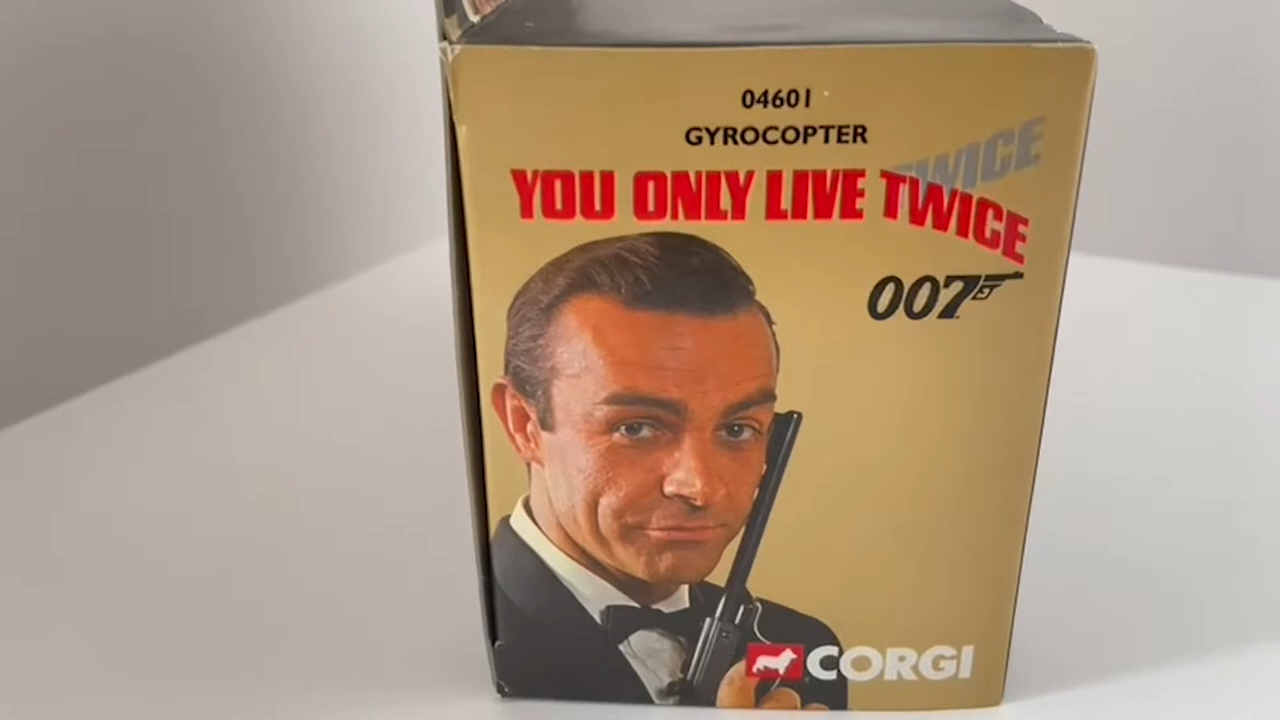 04601
GYROCOPTER
YOU ONLY LIVE TWICE
TWICE
007
CORGI